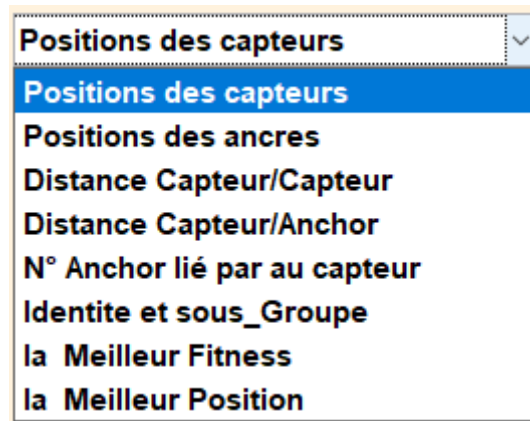 Positions des capteurs
Positions des capteurs
Positions des ancres
Distance Capteur/Capteur
Distance Capteur/Anchor
N° Anchor lié par au capteur
Identite et sous_Groupe
la  Meilleur Fitness
la  Meilleur Position